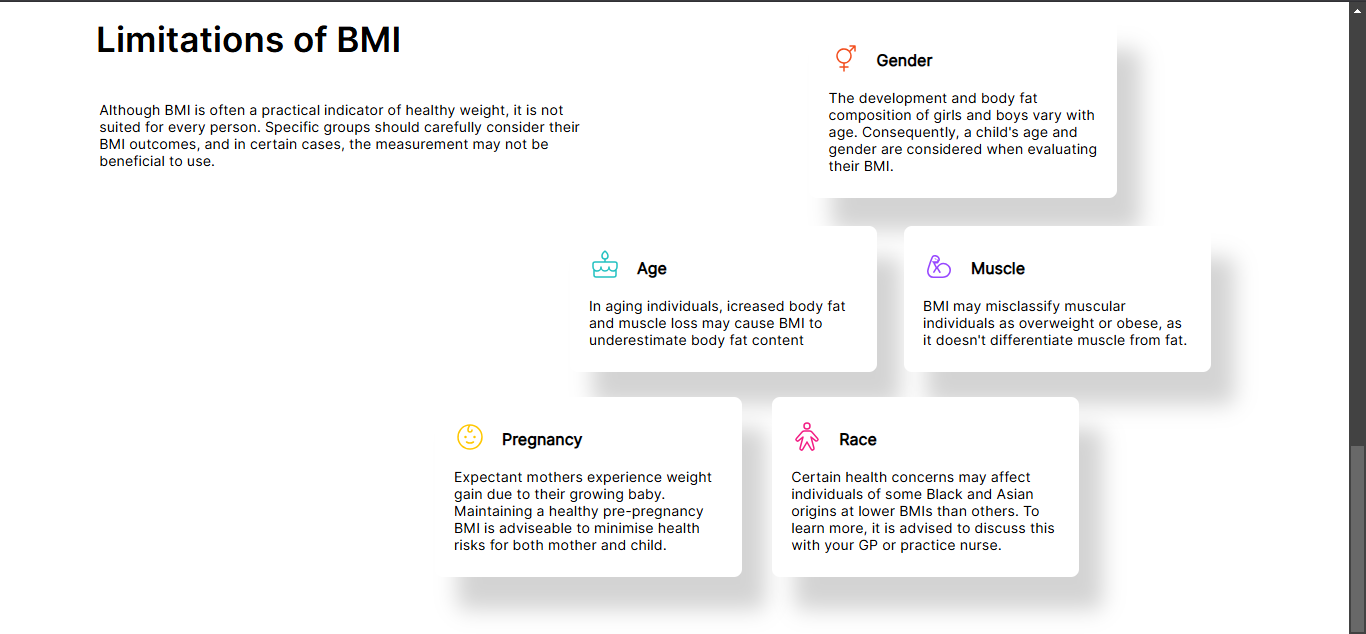 Limitations of BMI
Although BMI is often a practical indicator of healthy weight, it is not
suited for every person. Specific groups should carefully consider their
BMI outcomes, and in certain cases, the measurement may not be
beneficial to use.
Gender
The development and body fat
composition of girls and boys vary with
age. Consequently, a child's age and
gender are considered when evaluating
their BMI.
Age
In aging individuals, icreased body fat
and muscle loss may cause BMI to
underestimate body fat content
Muscle
BMI may misclassify muscular
individuals as overweight or obese, as
it doesn't differentiate muscle from fat.
Pregnancy
Expectant mothers experience weight
gain due to their growing baby.
Maintaining a healthy pre-pregnancy
BMI is adviseable to minimise health
risks for both mother and child.
Race
Certain health concerns may affect
individuals of some Black and Asian
origins at lower BMIs than others. To
learn more, it is advised to discuss this
with your GP or practice nurse.